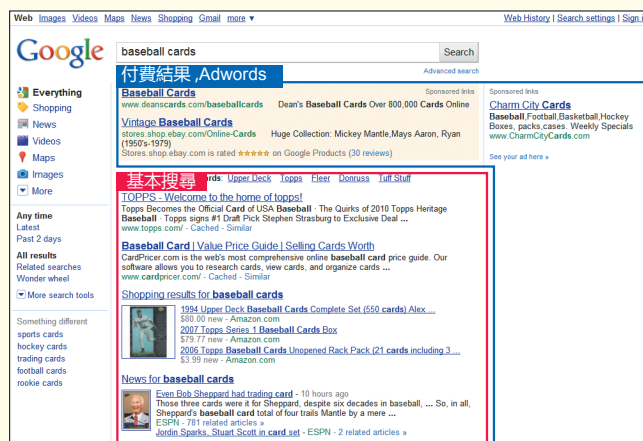 Web Images Videos Maps News Shopping Gmail more ▼
Web History | Search settings | Sign i
Google
baseball cards
Search
Advanced search
付費結果 ,Adwords
Everything
Shopping
News
Videos
Maps
Images
More
Any time
Latest
Past 2 days
All results
Related searches
Wonder wheel
More search tools
Something different
sports cards
hockey cards
trading cards
football cards
rookie cards
Baseball Cards
Sponsored links
www.deanscards.com/baseballcards Dean's Baseball Cards Over 800,000 Cards Online
Vintage Baseball Cards
stores.shop.ebay.com/Online-Cards Huge Collection: Mickey Mantle,Mays Aaron, Ryan
(1950's-1979)
Stores.shop.ebay.com is rated ★★★★★ on Google Products (30 reviews)
Sponsored links
Charm City Cards
Baseball,Football,Basketball,Hockey
Boxes, packs,cases. Weekly Specials
www.CharmCityCards.com
See your ad here »
基本搜尋
rds: Upper Deck Topps Fleer Donruss Tuff Stuff
TOPPS - Welcome to the home of topps!
Topps Becomes the Official Card of USA Baseball · The Quirks of 2010 Topps Heritage
Baseball · Topps signs #1 Draft Pick Stephen Strasburg to Exclusive Deal ...
www.topps.com/ - Cached - Similar
Baseball Card | Value Price Guide | Selling Cards Worth
CardPricer.com is the web's most comprehensive online baseball card price guide. Our
software allows you to research cards, view cards, and organize cards ...
www.cardpricer.com/ - Cached - Similar
Shopping results for baseball cards
1994 Upper Deck Baseball Cards Complete Set (550 cards) Alex ...
$80.00 new - Amazon.com
2007 Topps Series 1 Baseball Cards Box
$79.77 new - Amazon.com
2006 Topps Baseball Cards Unopened Rack Pack (21 cards including 3 ...
$3.99 new - Amazon.com
News for baseball cards
Even Bob Sheppard had trading card - 10 hours ago
Those three cards were it for Sheppard, despite six decades in baseball, ... So, in all,
Sheppard's baseball card total of four trails Mantle by a mere ...
ESPN - 781 related articles »
Jordin Sparks, Stuart Scott in card set - ESPN - 2 related articles »